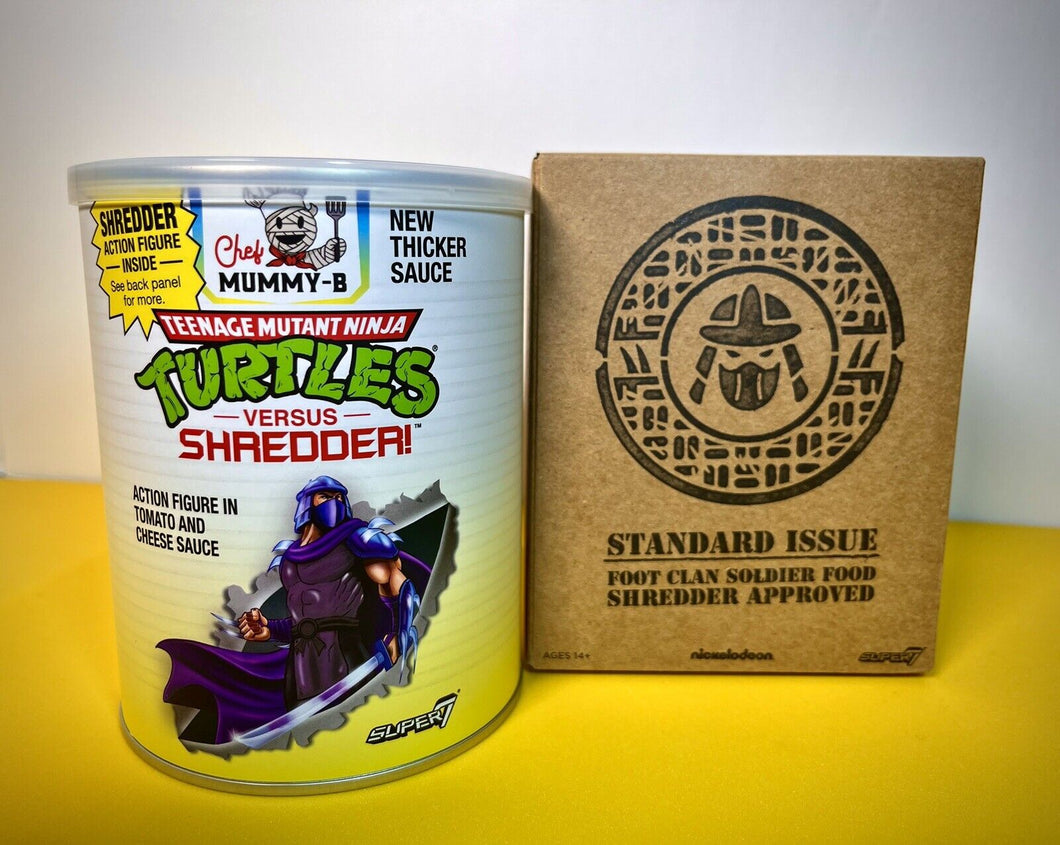 SHREDDER
ACTION FIGURE
— INSIDE —
See back panel
for more.
Chef
MUMMY-B
NEW
THICKER
SAUCE
TEENAGE MUTANT NINJA
TURTLES®
— VERSUS —
SHREDDER!™
ACTION FIGURE IN
TOMATO AND
CHEESE SAUCE
SUPER7®
STANDARD ISSUE
FOOT CLAN SOLDIER FOOD
SHREDDER APPROVED
AGES 14+
nickelodeon
SUPER7